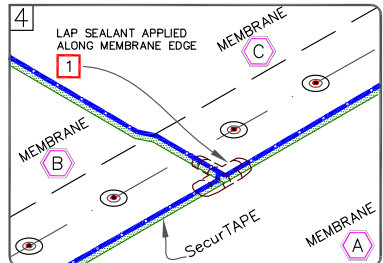 4
LAP SEALANT APPLIED
ALONG MEMBRANE EDGE
1
MEMBRANE
C
MEMBRANE
B
SecurTAPE
MEMBRANE
A